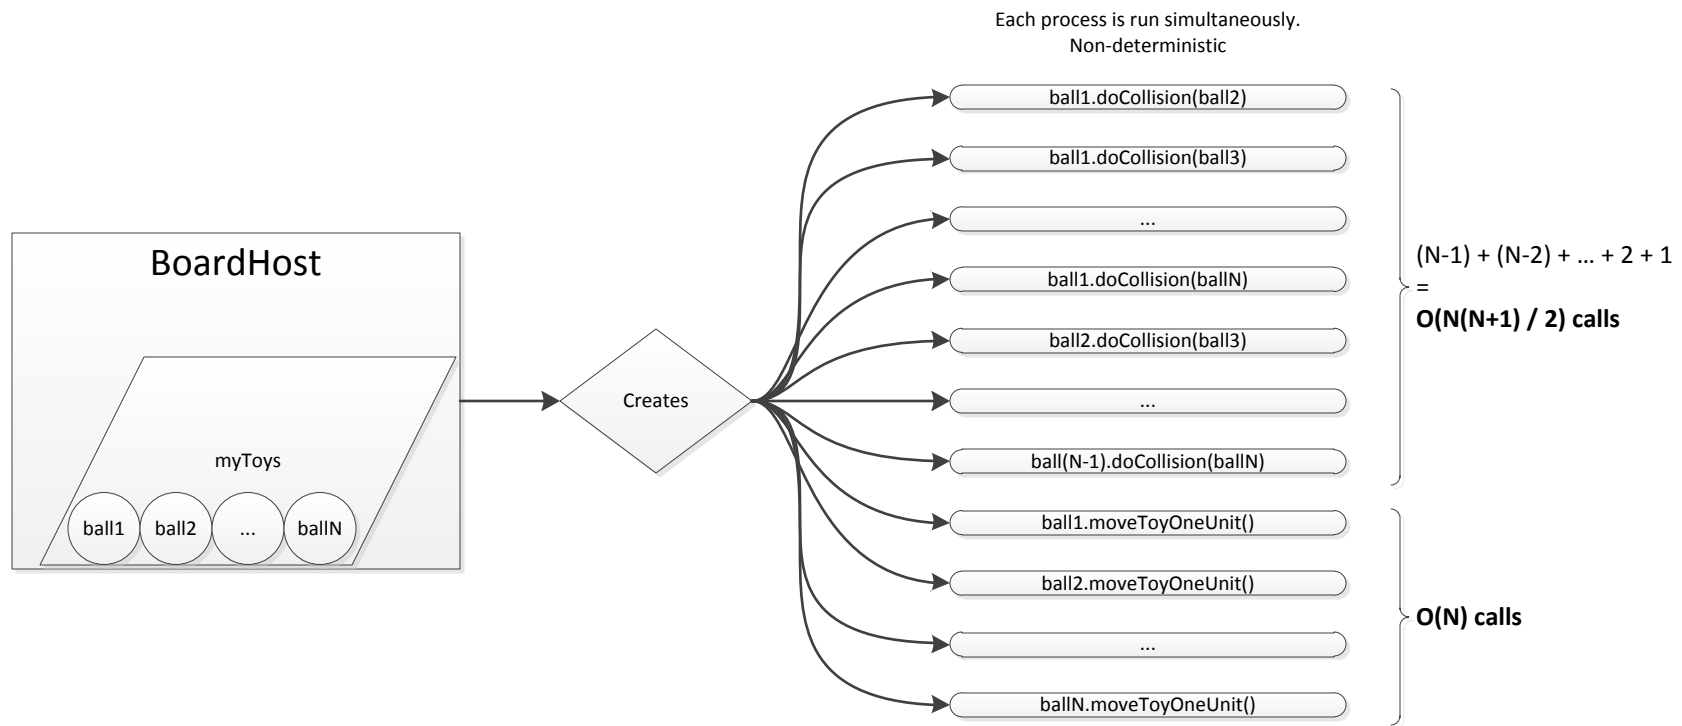 Each process is run simultaneously.
Non-deterministic
BoardHost
myToys
ball1
ball2
...
ballN
Creates
ball1.doCollision(ball2)
ball1.doCollision(ball3)
...
ball1.doCollision(ballN)
ball2.doCollision(ball3)
...
ball(N-1).doCollision(ballN)
ball1.moveToyOneUnit()
ball2.moveToyOneUnit()
...
ballN.moveToyOneUnit()
(N-1) + (N-2) + ... + 2 + 1
=
O(N(N+1) / 2) calls
O(N) calls